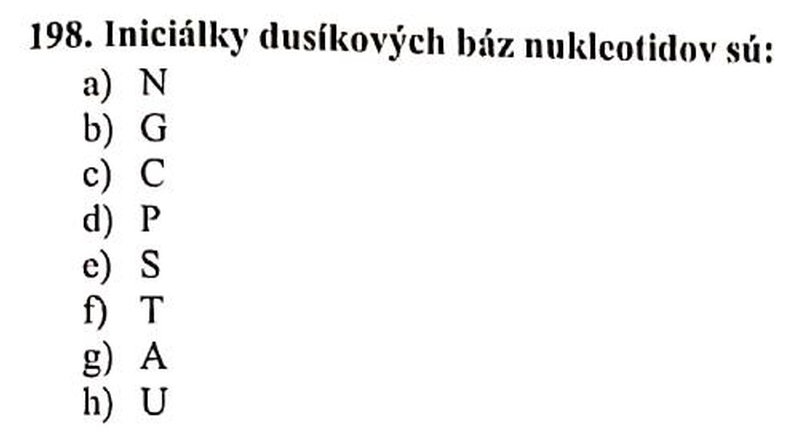 198. Iniciálky dusíkových báz nukleotidov sú:
a) N
b) G
c) C
d) P
e) S
f) T
g) A
h) U